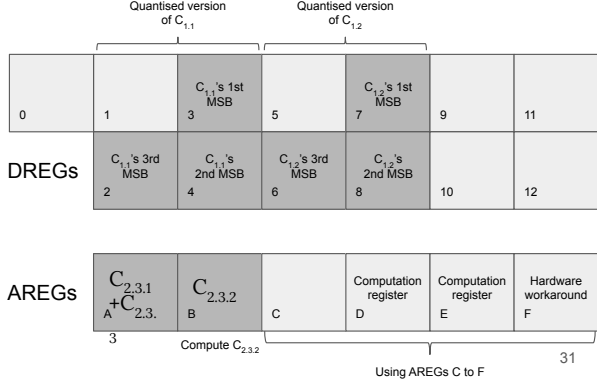 Quantised version
of C1.1
Quantised version
of C1.2
C1.1's 1st
MSB
C1.2's 1st
MSB
0
1
3
5
7
9
11
DREGs
C1.1's 3rd
MSB
C1.1's
2nd MSB
C1.2's 3rd
MSB
C1.2's
2nd MSB
2
4
6
8
10
12
AREGs
C2.3.1
+C2.3.
3
C2.3.2
Computation
register
Computation
register
Hardware
workaround
A
B
C
D
E
F
Compute C2.3.2
Using AREGs C to F
31